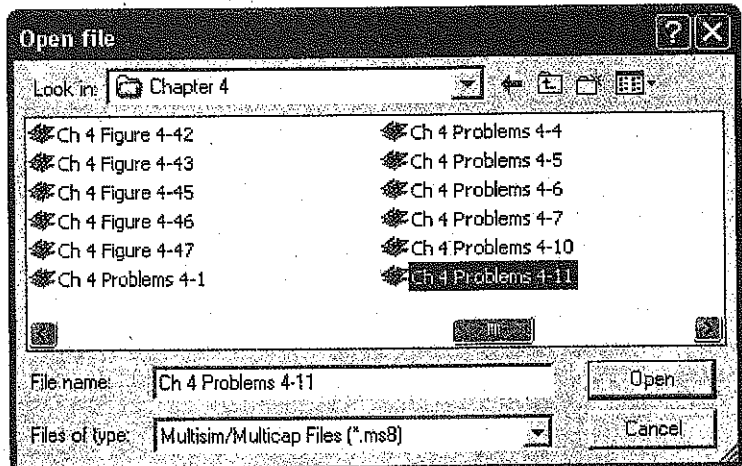 Open file
Look in: Chapter 4
Ch 4 Figure 4-42
Ch 4 Figure 4-43
Ch 4 Figure 4-45
Ch 4 Figure 4-46
Ch 4 Figure 4-47
Ch 4 Problems 4-1
Ch 4 Problems 4-4
Ch 4 Problems 4-5
Ch 4 Problems 4-6
Ch 4 Problems 4-7
Ch 4 Problems 4-10
Ch 4 Problems 4-11
File name: Ch 4 Problems 4-11
Open
Files of type: Multisim/Multicap Files (*.ms8)
Cancel